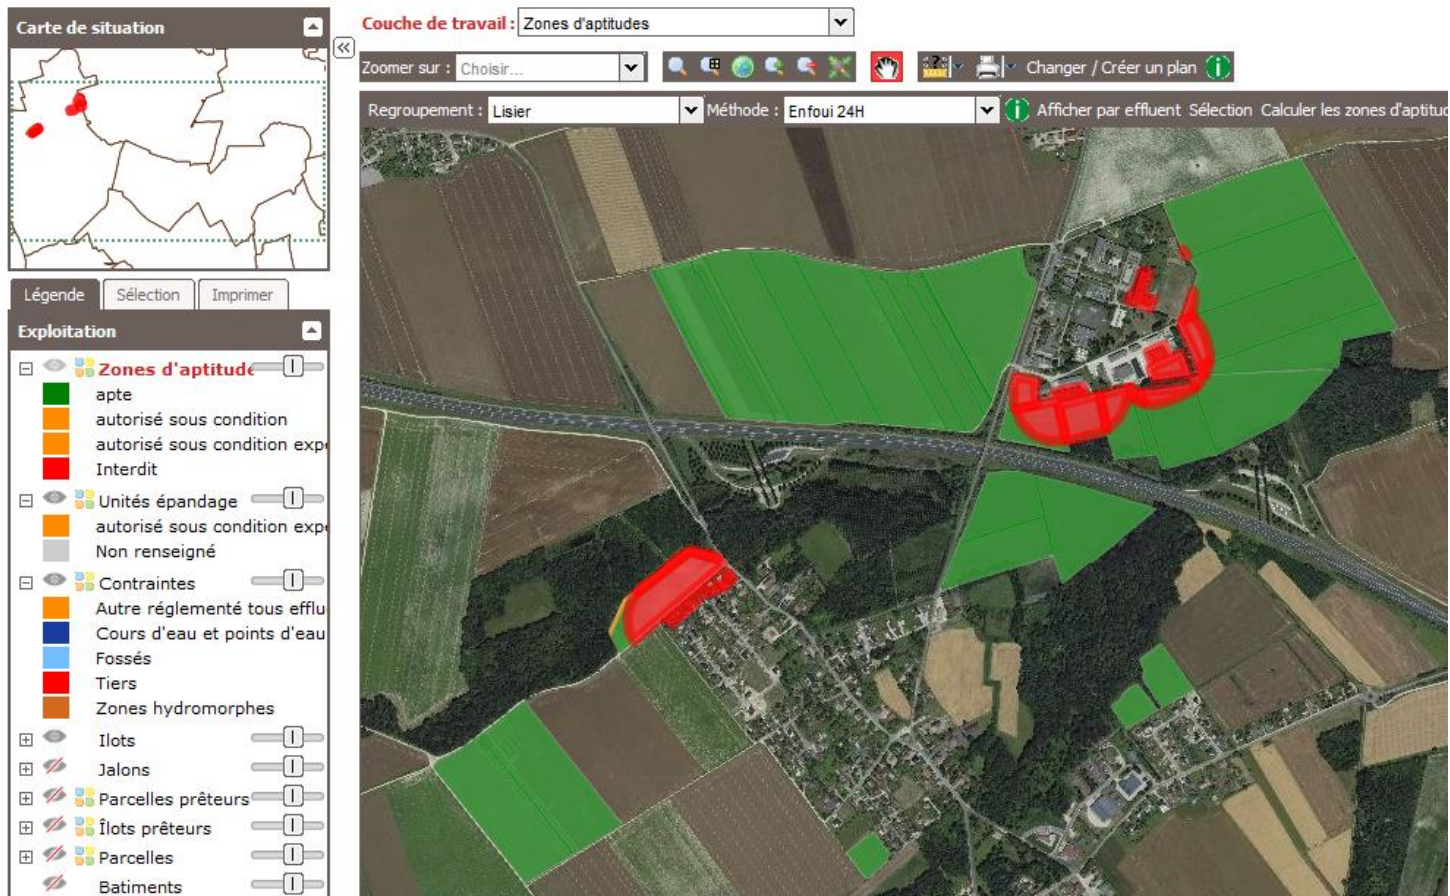 Carte de situation
Couche de travail : Zones d'aptitudes
Zoomer sur : Choisir... Changer / Créer un plan
Regroupement : Lisier Méthode : Enfoui 24H Afficher par effluent Sélection Calculer les zones d'aptitud
Légende Sélection Imprimer
Exploitation
Zones d'aptitude
apte
autorisé sous condition
autorisé sous condition exp
Interdit
Unités épandage
autorisé sous condition exp
Non renseigné
Contraintes
Autre réglementé tous efflu
Cours d'eau et points d'eau
Fossés
Tiers
Zones hydromorphes
Ilots
Jalons
Parcelles prêteurs
Îlots prêteurs
Parcelles
Batiments